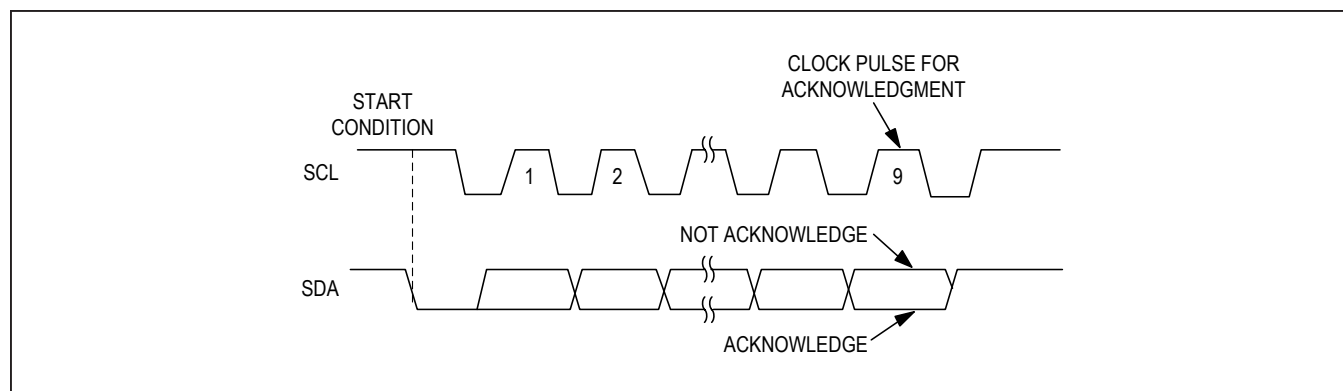 CLOCK PULSE FOR
ACKNOWLEDGMENT
START
CONDITION
SCL
1
2
9
NOT ACKNOWLEDGE
SDA
ACKNOWLEDGE